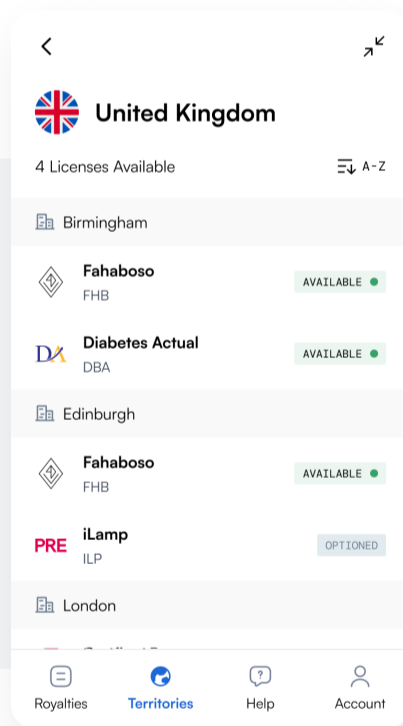 United Kingdom
4 Licenses Available
A-Z
Birmingham
Fahaboso
FHB
AVAILABLE
DA
Diabetes Actual
DBA
AVAILABLE
Edinburgh
Fahaboso
FHB
AVAILABLE
PRE
iLamp
ILP
OPTIONED
London
Royalties
Territories
Help
Account